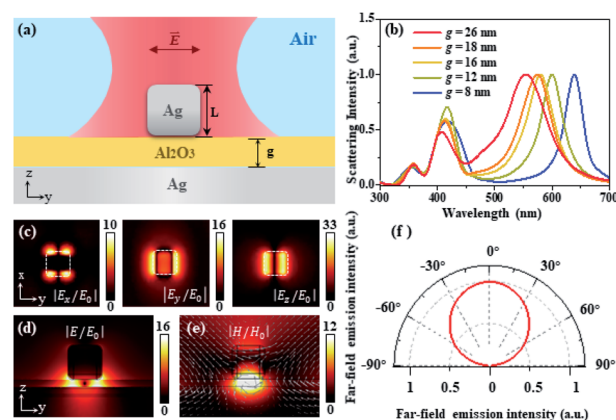 (a)
E
Air
Ag
L
Al2O3
g
Ag
z
y
(b)
Scattering Intensity (a.u.)
1.0
0.5
0.0
g = 26 nm
g = 18 nm
g = 16 nm
g = 12 nm
g = 8 nm
300 400 500 600 700
Wavelength (nm)
(c)
x
y
|Ex/E0|
10
0
|Ey/E0|
16
0
|Ez/E0|
33
0
(d)
|E/E0|
16
0
z
y
(e)
|H/H0|
12
0
(f)
Far-field emission intensity (a.u.)
-90° -60° -30° 0° 30° 60° 90°
1 0.5 0 0.5 1
Far-field emission intensity (a.u.)